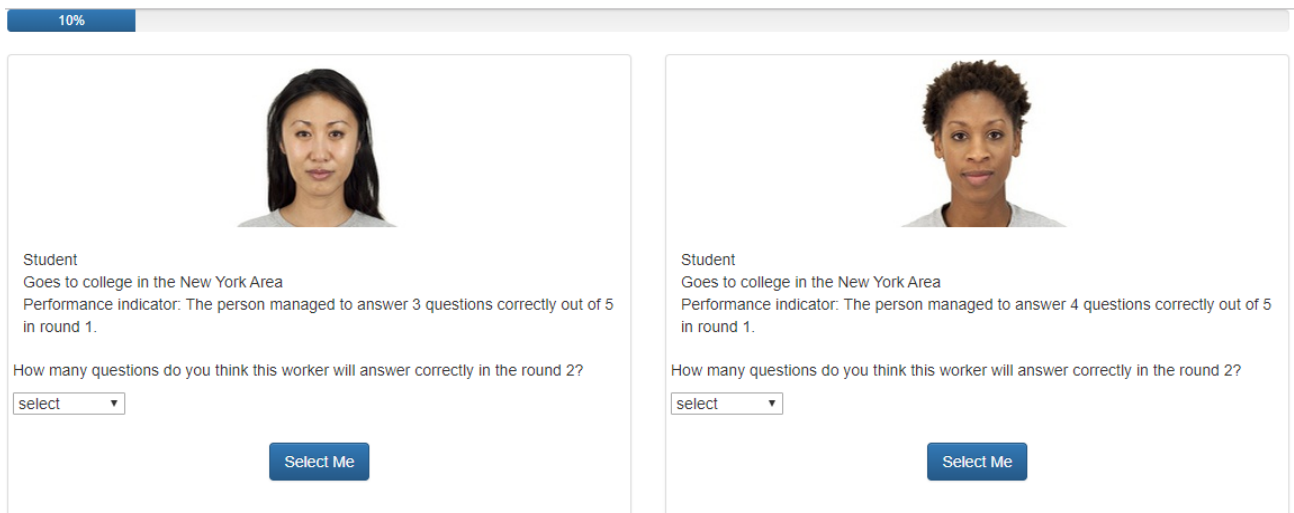 10%
Student
Goes to college in the New York Area
Performance indicator: The person managed to answer 3 questions correctly out of 5
in round 1.
How many questions do you think this worker will answer correctly in the round 2?
select
Select Me
Student
Goes to college in the New York Area
Performance indicator: The person managed to answer 4 questions correctly out of 5
in round 1.
How many questions do you think this worker will answer correctly in the round 2?
select
Select Me